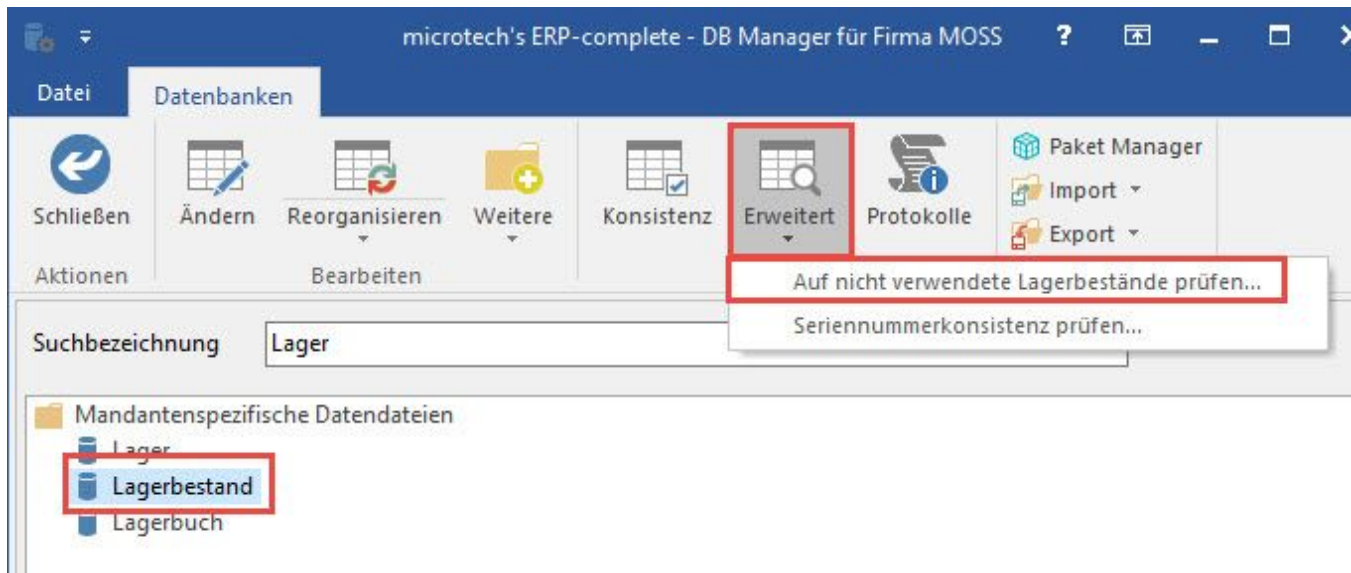 microtech's ERP-complete - DB Manager für Firma MOSS ?
Datei Datenbanken
Schließen Ändern Reorganisieren Weitere Konsistenz Erweitert Protokolle
Paket Manager
Import
Export
Aktionen Bearbeiten
Auf nicht verwendete Lagerbestände prüfen...
Seriennummerkonsistenz prüfen...
Suchbezeichnung Lager
Mandantenspezifische Datendateien
Lager
Lagerbestand
Lagerbuch